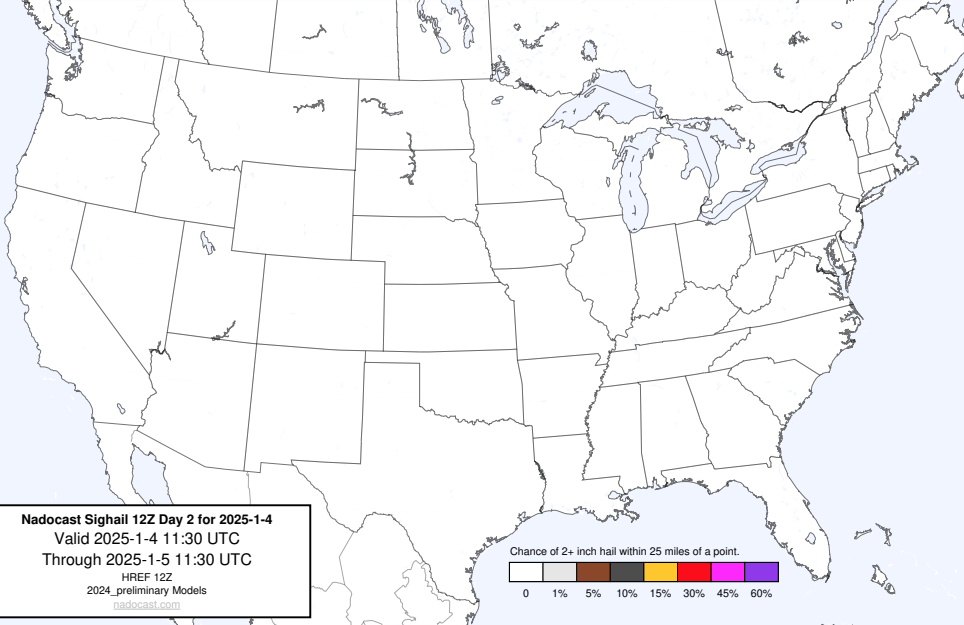 Nadocast Sighail 12Z Day 2 for 2025-1-4
Valid 2025-1-4 11:30 UTC
Through 2025-1-5 11:30 UTC
HREF 12Z
2024_preliminary Models
nadocast.com
Chance of 2+ inch hail within 25 miles of a point.
0 1% 5% 10% 15% 30% 45% 60%